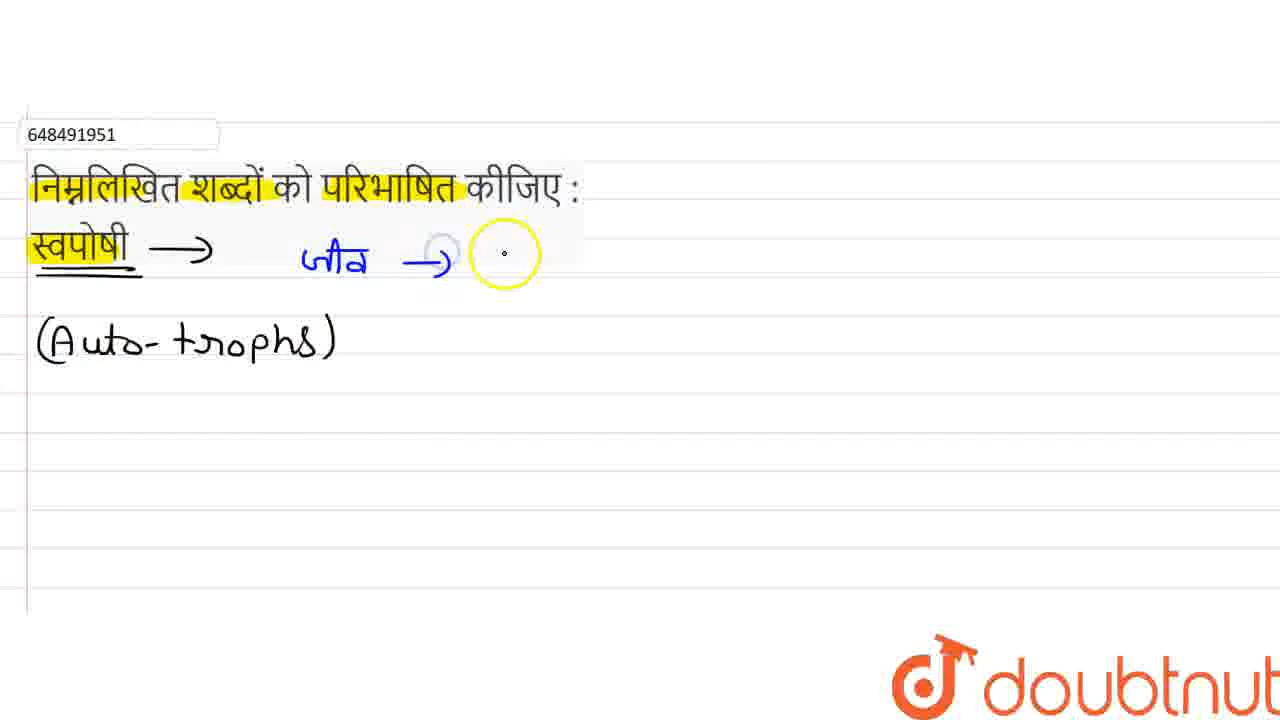 648491951
निम्नलिखित शब्दों को परिभाषित कीजिए :
स्वपोषी → जीव →
(Auto-trophs)
doubtnut